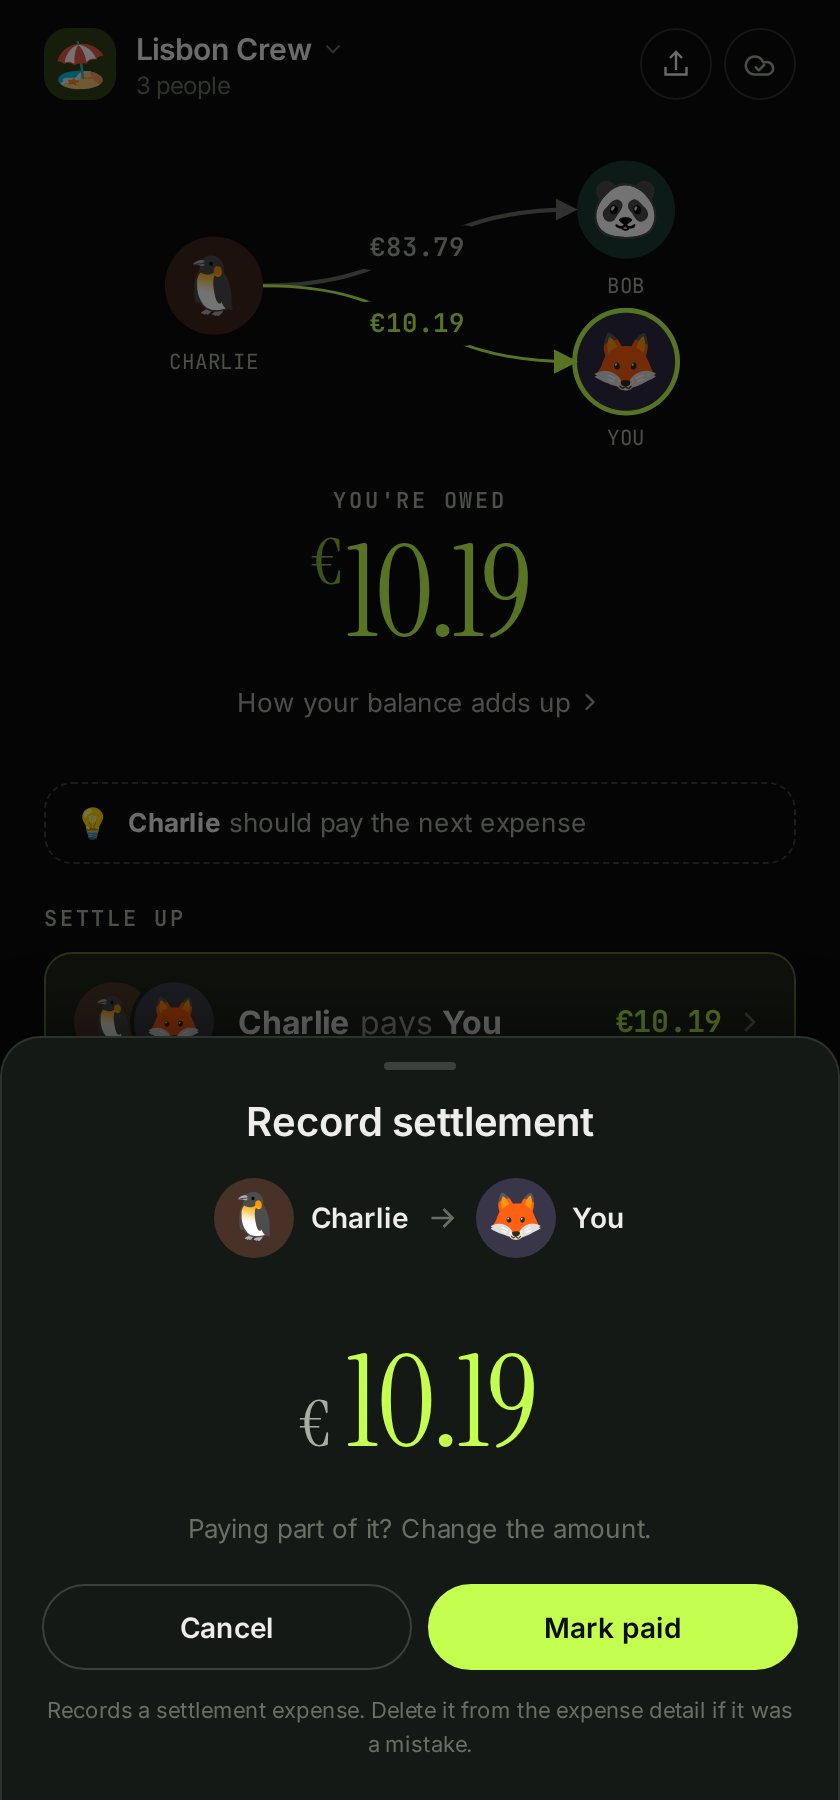 Lisbon Crew
3 people
€83.79
BOB
€10.19
CHARLIE
YOU
YOU'RE OWED
€10.19
How your balance adds up
Charlie should pay the next expense
SETTLE UP
Charlie pays You €10.19
Record settlement
Charlie → You
€ 10.19
Paying part of it? Change the amount.
Cancel Mark paid
Records a settlement expense. Delete it from the expense detail if it was
a mistake.